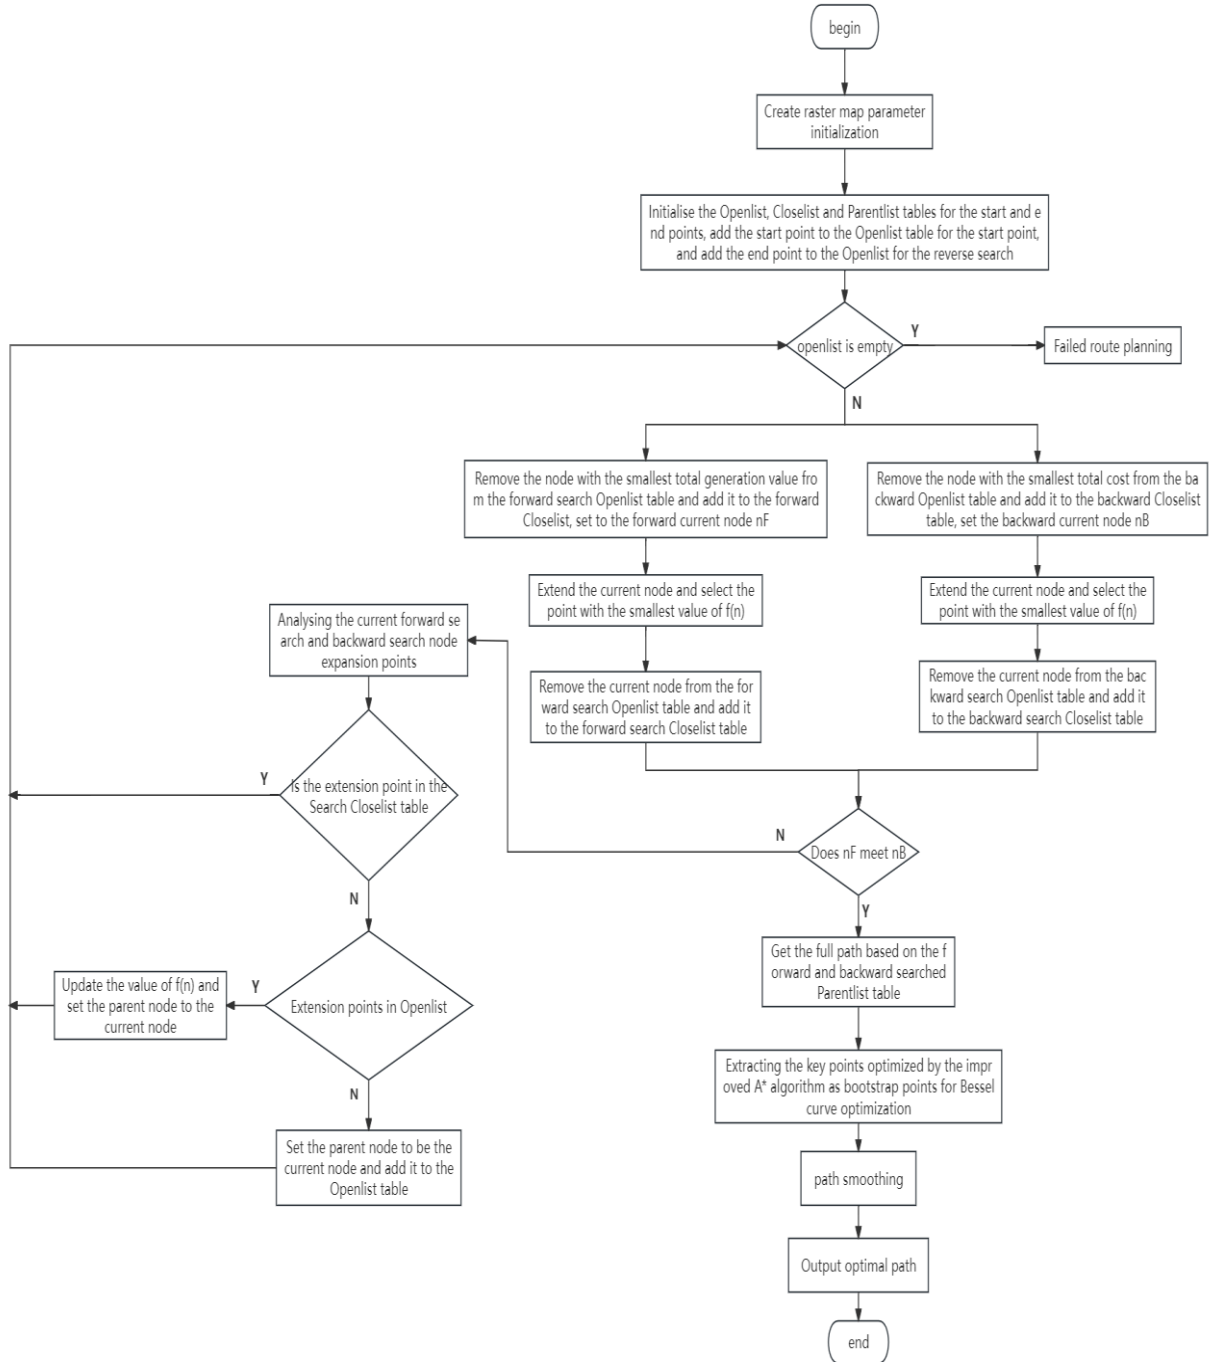 begin
Create raster map parameter
initialization
Initialise the Openlist, Closelist and Parentlist tables for the start and e
nd points, add the start point to the Openlist table for the start point,
and add the end point to the Openlist for the reverse search
openlist is empty
Y
Failed route planning
N
Remove the node with the smallest total generation value fro
m the forward search Openlist table and add it to the forward
Closelist, set to the forward current node nF
Remove the node with the smallest total cost from the ba
ckward Openlist table and add it to the backward Closelist
table, set the backward current node nB
Extend the current node and select the
point with the smallest value of f(n)
Extend the current node and select the
point with the smallest value of f(n)
Remove the current node from the for
ward search Openlist table and add it
to the forward search Closelist table
Remove the current node from the bac
kward search Openlist table and add it
to the backward search Closelist table
Does nF meet nB
N
Y
Analysing the current forward se
arch and backward search node
expansion points
Is the extension point in the
Search Closelist table
Y
N
Extension points in Openlist
Y
Update the value of f(n) and
set the parent node to the
current node
N
Set the parent node to be the
current node and add it to the
Openlist table
Get the full path based on the f
orward and backward searched
Parentlist table
Extracting the key points optimized by the impr
oved A* algorithm as bootstrap points for Bessel
curve optimization
path smoothing
Output optimal path
end